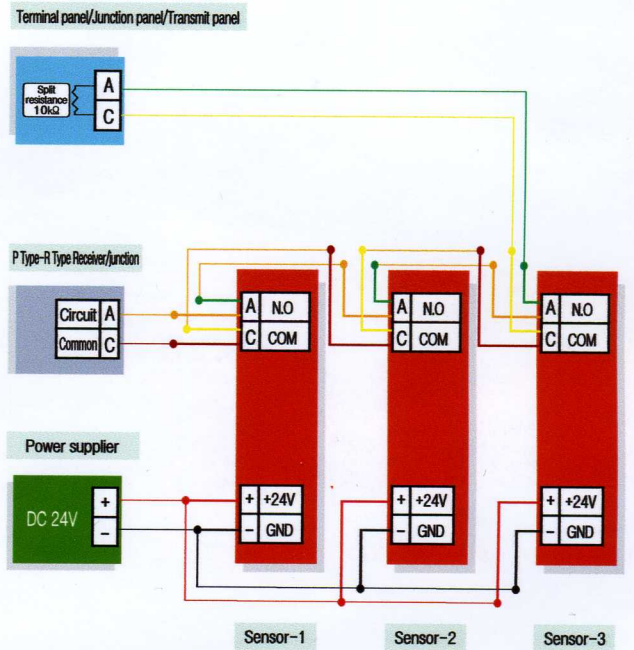 Terminal panel/Junction panel/Transmit panel
Split
resistance
10kΩ
A
C
P Type-R Type Receiver/junction
Circuit A
Common C
A N.O
C COM
A N.O
C COM
A N.O
C COM
Power supplier
DC 24V
+
−
+ +24V
− GND
+ +24V
− GND
+ +24V
− GND
Sensor-1
Sensor-2
Sensor-3